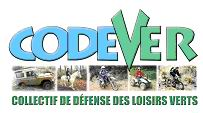 CODEVER
COLLECTIF DE DÉFENSE DES LOISIRS VERTS